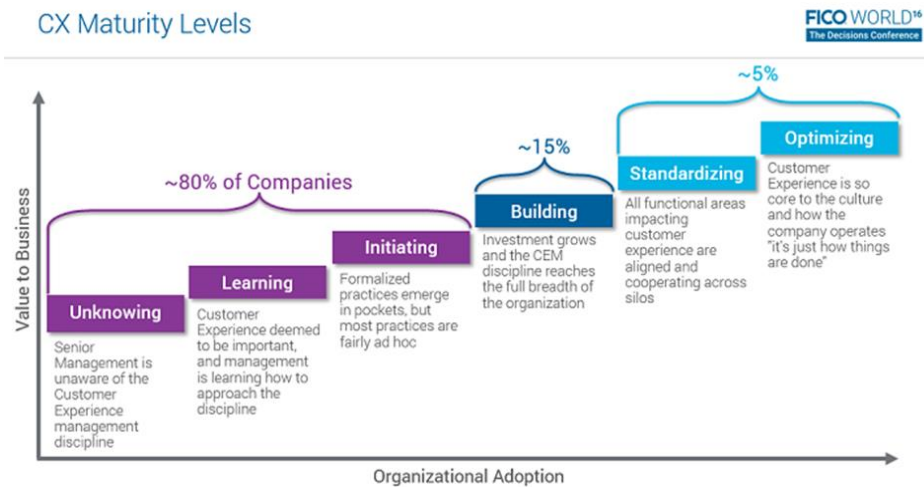 CX Maturity Levels
FICO WORLD16
The Decisions Conference
~5%
~15%
~80% of Companies
Value to Business
Unknowing
Senior
Management is
unaware of the
Customer
Experience
management
discipline
Learning
Customer
Experience deemed
to be important,
and management
is learning how to
approach the
discipline
Initiating
Formalized
practices emerge
in pockets, but
most practices are
fairly ad hoc
Building
Investment grows
and the CEM
discipline reaches
the full breadth of
the organization
Standardizing
All functional areas
impacting
customer
experience are
aligned and
cooperating across
silos
Optimizing
Customer
Experience is so
core to the culture
and how the
company operates
"it's just how things
are done"
Organizational Adoption